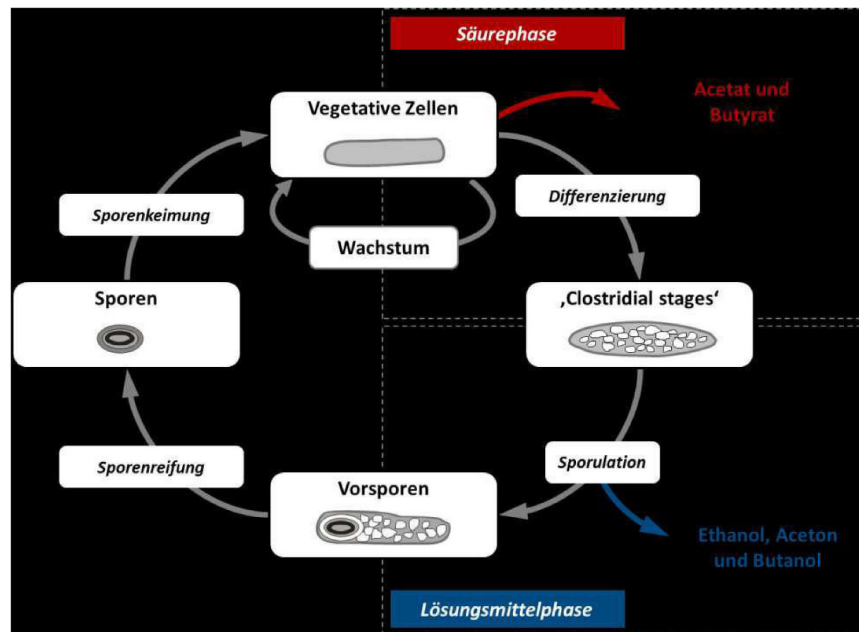 Säurephase
Acetat und
Butyrat
Vegetative Zellen
Differenzierung
Sporenkeimung
Wachstum
Sporen
‚Clostridial stages‘
Sporenreifung
Sporulation
Vorsporen
Ethanol, Aceton
und Butanol
Lösungsmittelphase